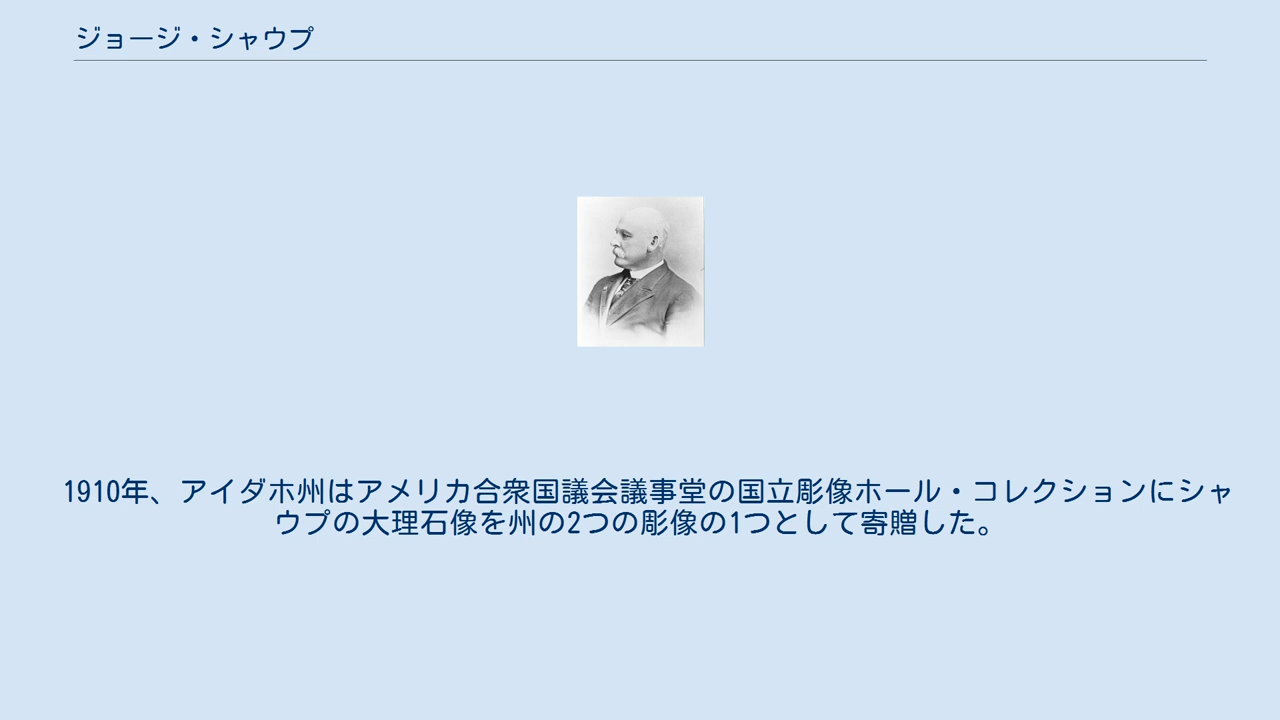 ジョージ・シャウプ
1910年、アイダホ州はアメリカ合衆国議会議事堂の国立彫像ホール・コレクションにシャ
ウプの大理石像を州の2つの彫像の1つとして寄贈した。